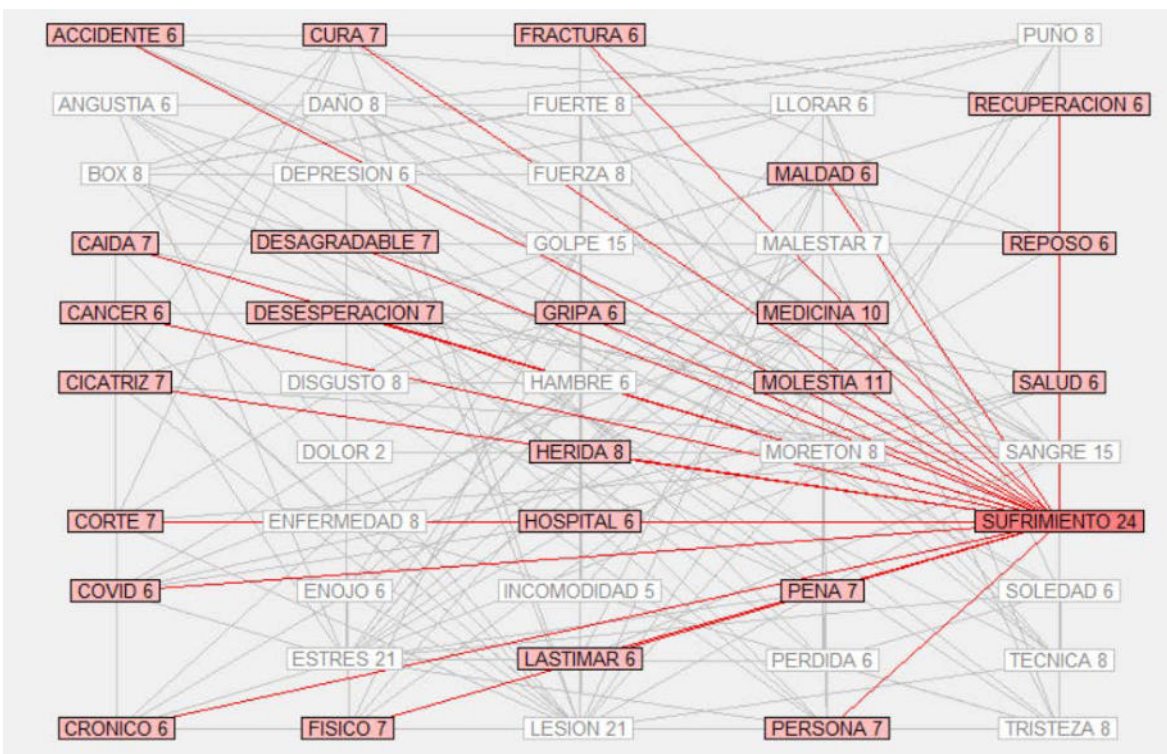 ACCIDENTE 6 CURA 7 FRACTURA 6 PUÑO 8
ANGUSTIA 6 DAÑO 8 FUERTE 8 LLORAR 6 RECUPERACION 6
BOX 8 DEPRESION 6 FUERZA 8 MALDAD 6
CAIDA 7 DESAGRADABLE 7 GOLPE 15 MALESTAR 7 REPOSO 6
CANCER 6 DESESPERACION 7 GRIPA 6 MEDICINA 10
CICATRIZ 7 DISGUSTO 8 HAMBRE 6 MOLESTIA 11 SALUD 6
DOLOR 2 HERIDA 8 MORETON 8 SANGRE 15
CORTE 7 ENFERMEDAD 8 HOSPITAL 6 SUFRIMIENTO 24
COVID 6 ENOJO 6 INCOMODIDAD 5 PENA 7 SOLEDAD 6
ESTRES 21 LASTIMAR 6 PERDIDA 6 TECNICA 8
CRONICO 6 FISICO 7 LESION 21 PERSONA 7 TRISTEZA 8